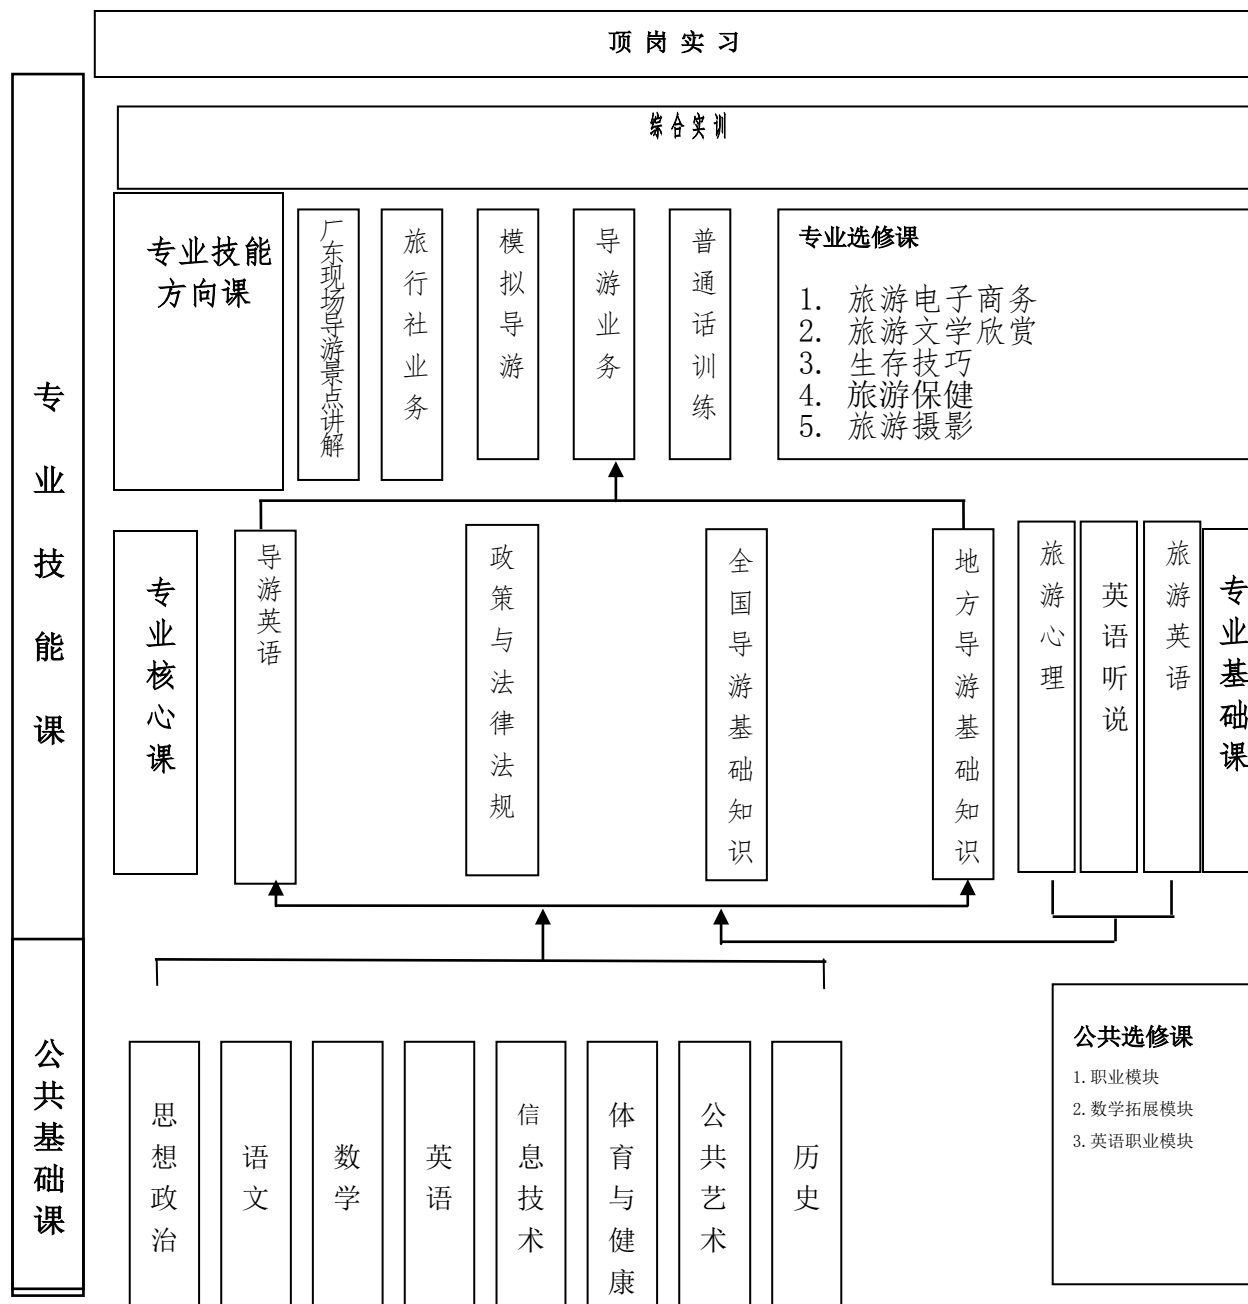 顶岗实习
综合实训
专业技能课
专业技能
方向课
广东现场导游景点讲解
旅行社业务
模拟导游
导游业务
普通话训练
专业选修课
1. 旅游电子商务
2. 旅游文学欣赏
3. 生存技巧
4. 旅游保健
5. 旅游摄影
专业核心课
导游英语
政策与法律法规
全国导游基础知识
地方导游基础知识
旅游心理
英语听说
旅游英语
专业基础课
公共基础课
思想政治
语文
数学
英语
信息技术
体育与健康
公共艺术
历史
公共选修课
1. 职业模块
2. 数学拓展模块
3. 英语职业模块